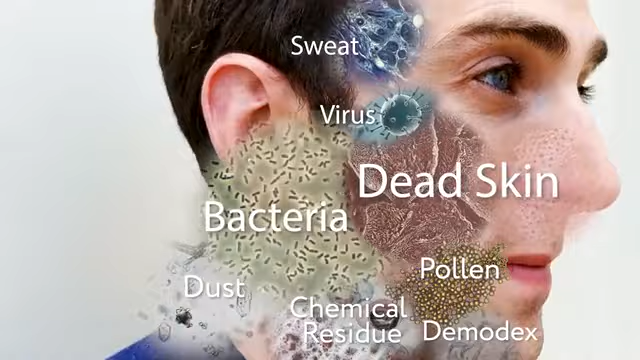 Sweat
Virus
Dead Skin
Bacteria
Pollen
Dust
Chemical
Residue
Demodex